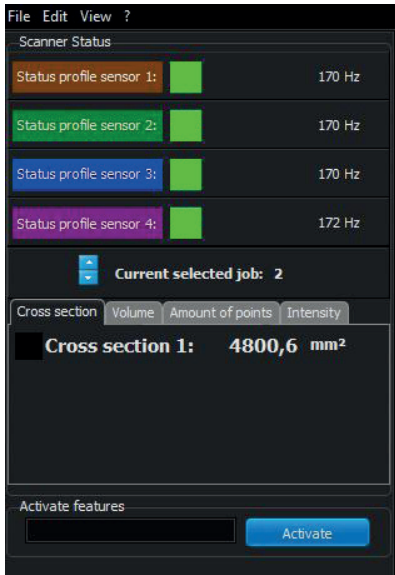 File Edit View ?
Scanner Status
Status profile sensor 1: 170 Hz
Status profile sensor 2: 170 Hz
Status profile sensor 3: 170 Hz
Status profile sensor 4: 172 Hz
Current selected job: 2
Cross section Volume Amount of points Intensity
Cross section 1: 4800,6 mm²
Activate features
Activate